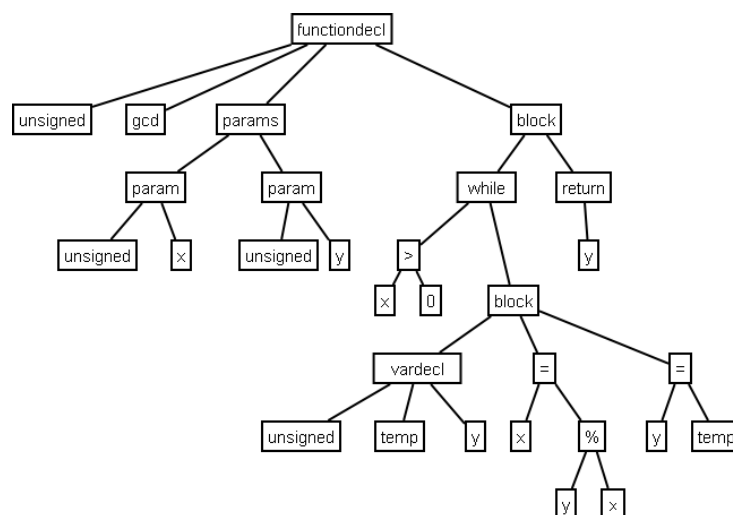 functiondecl
unsigned gcd params block
param param while return
unsigned x unsigned y > y
x 0 block
vardecl = =
unsigned temp y x % y temp
y x